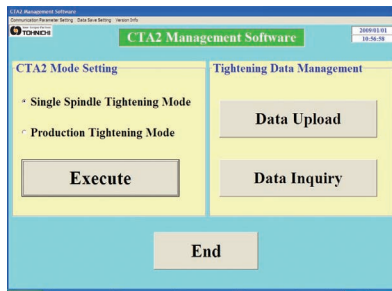 CTA2 Management Software
Communication Parameter Setting Data Save Setting Version Info
TOHNICHI
CTA2 Management Software
2009/01/01
10:56:58
CTA2 Mode Setting
Tightening Data Management
Single Spindle Tightening Mode
Production Tightening Mode
Execute
Data Upload
Data Inquiry
End